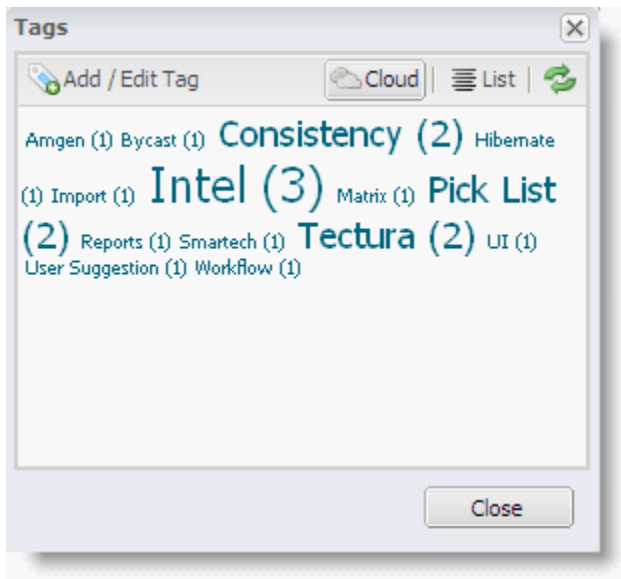 Tags
Add / Edit Tag Cloud | List |
Amgen (1) Bycast (1) Consistency (2) Hibernate
(1) Import (1) Intel (3) Matrix (1) Pick List
(2) Reports (1) Smartech (1) Tectura (2) UI (1)
User Suggestion (1) Workflow (1)
Close